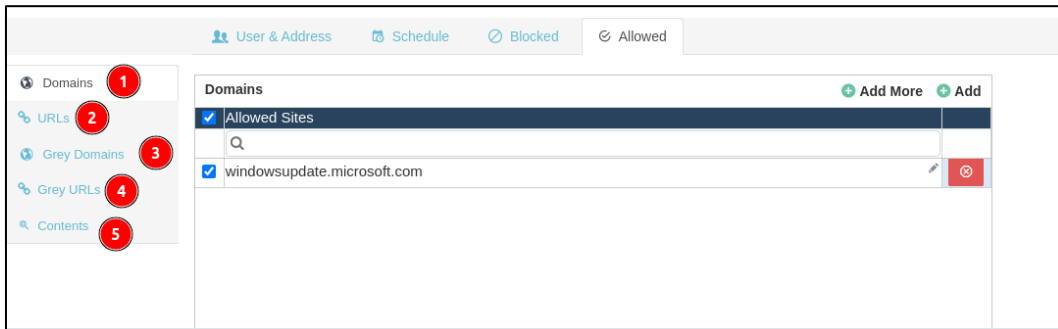 User & Address Schedule Blocked Allowed
Domains 1
URLs 2
Grey Domains 3
Grey URLs 4
Contents 5
Domains Add More Add
Allowed Sites
windowsupdate.microsoft.com